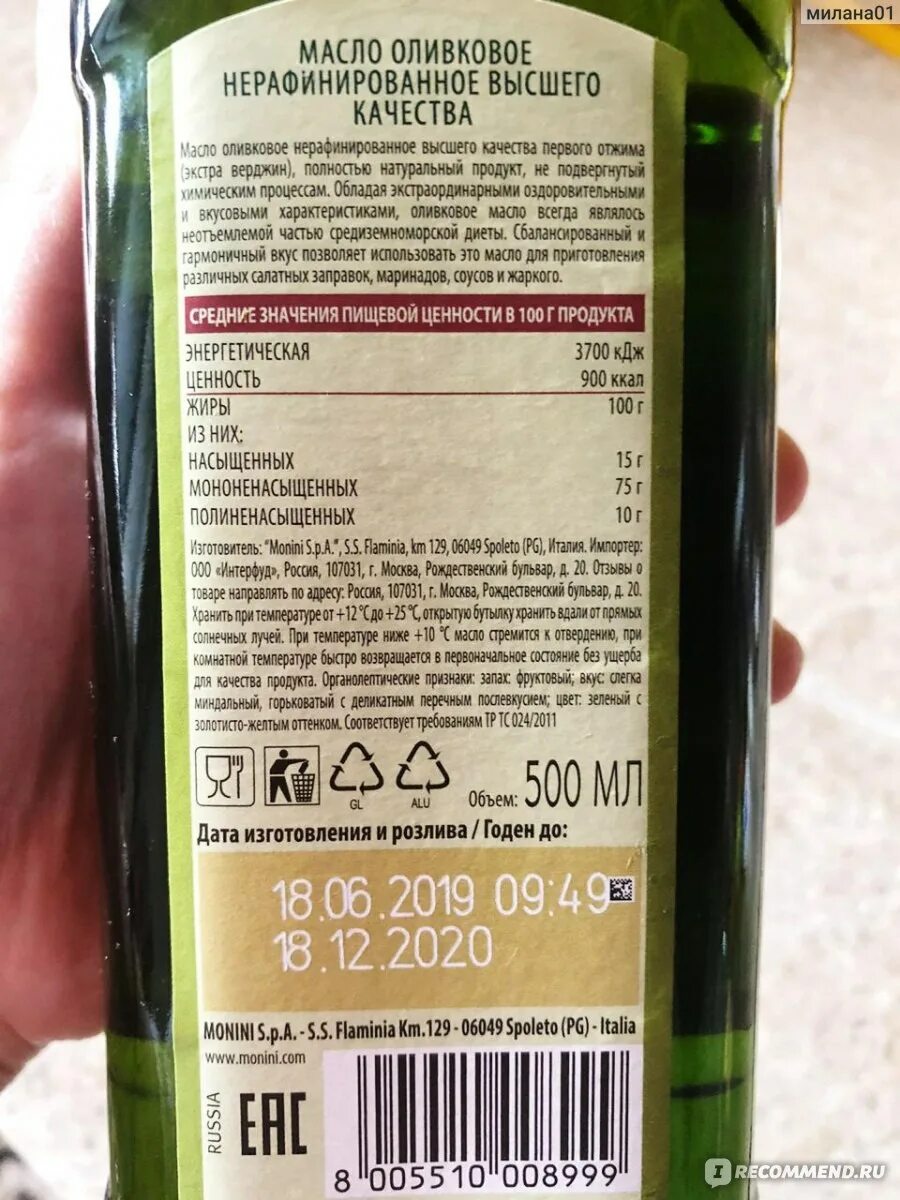 милана01
МАСЛО ОЛИВКОВОЕ
НЕРАФИНИРОВАННОЕ ВЫСШЕГО
КАЧЕСТВА
Масло оливковое нерафинированное высшего качества первого отжима
(экстра верджин), полностью натуральный продукт, не подвергнутый
химическим процессам. Обладая экстраординарными оздоровительными
и вкусовыми характеристиками, оливковое масло всегда являлось
неотъемлемой частью средиземноморской диеты. Сбалансированный и
гармоничный вкус позволяет использовать это масло для приготовления
различных салатных заправок, маринадов, соусов и жаркого.
СРЕДНИЕ ЗНАЧЕНИЯ ПИЩЕВОЙ ЦЕННОСТИ В 100 Г ПРОДУКТА
ЭНЕРГЕТИЧЕСКАЯ 3700 кДж
ЦЕННОСТЬ 900 ккал
ЖИРЫ 100 г
ИЗ НИХ:
НАСЫЩЕННЫХ 15 г
МОНОНЕНАСЫЩЕННЫХ 75 г
ПОЛИНЕНАСЫЩЕННЫХ 10 г
Изготовитель: "Monini S.p.A.", S.S. Flaminia, km 129, 06049 Spoleto (PG), Италия. Импортер:
ООО «Интерфуд», Россия, 107031, г. Москва, Рождественский бульвар, д. 20. Отзывы о
товаре направлять по адресу: Россия, 107031, г. Москва, Рождественский бульвар, д. 20.
Хранить при температуре от +12 °C до +25 °C, открытую бутылку хранить вдали от прямых
солнечных лучей. При температуре ниже +10 °C масло стремится к отвердению, при
комнатной температуре быстро возвращается в первоначальное состояние без ущерба
для качества продукта. Органолептические признаки: запах: фруктовый; вкус: слегка
миндальный, горьковатый с деликатным перечным послевкусием; цвет: зеленый с
золотисто-желтым оттенком. Соответствует требованиям ТР ТС 024/2011
GL ALU Объем: 500 МЛ
Дата изготовления и розлива / Годен до:
18.06.2019 09:49
18.12.2020
MONINI S.p.A. - S.S. Flaminia Km.129 - 06049 Spoleto (PG) - Italia
www.monini.com
RUSSIA
EAC
8 005510 008999
IRECOMMEND.RU